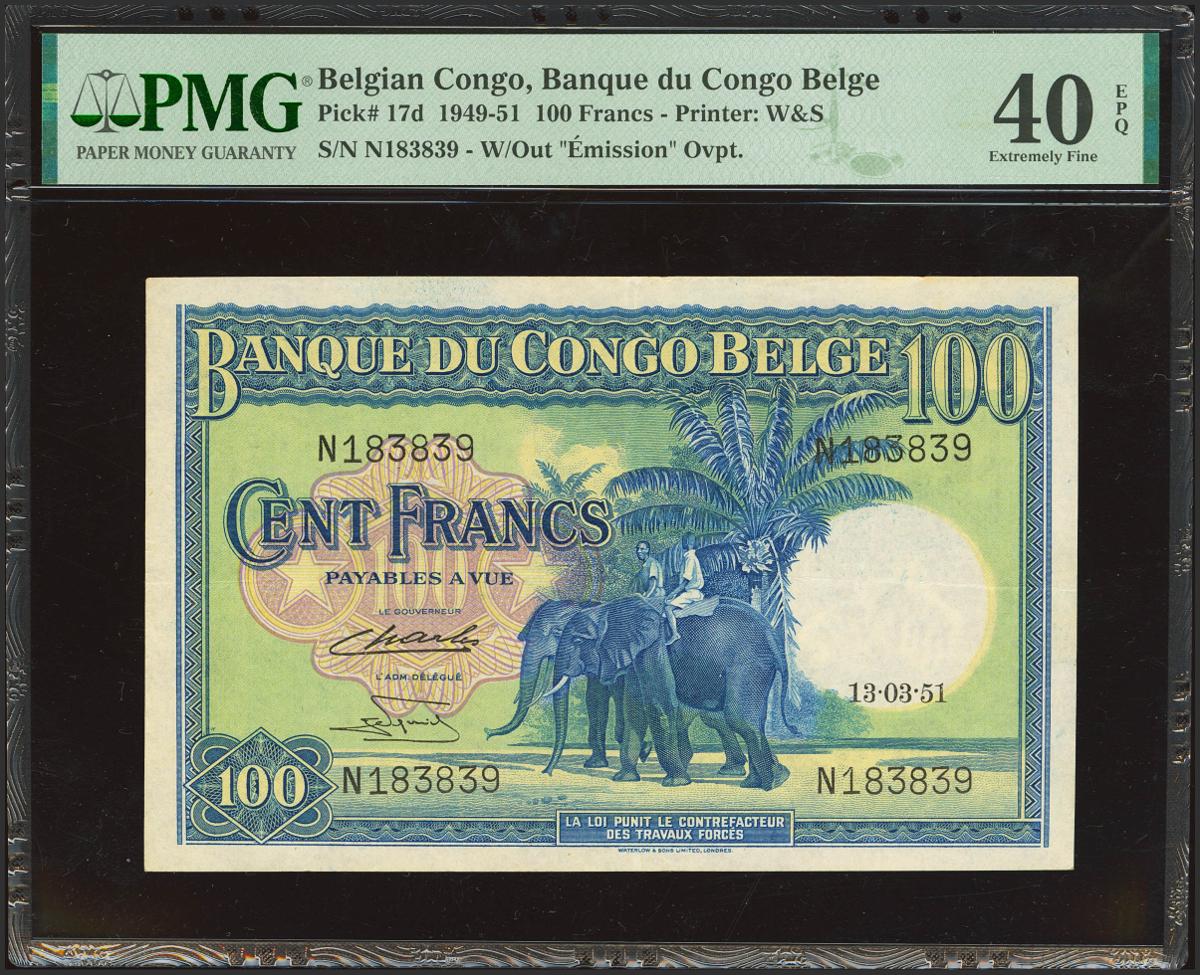 PMG®
PAPER MONEY GUARANTY
Belgian Congo, Banque du Congo Belge
Pick# 17d 1949-51 100 Francs - Printer: W&S
S/N N183839 - W/Out "Émission" Ovpt.
40
Extremely Fine
EPQ
BANQUE DU CONGO BELGE 100
N183839 N183839
CENT FRANCS
PAYABLES A VUE
100
LE GOUVERNEUR
Charles
L'ADM. DÉLÉGUÉ
13·03·51
100 N183839 N183839
LA LOI PUNIT LE CONTREFACTEUR
DES TRAVAUX FORCÉS
WATERLOW & SONS LIMITED, LONDRES.